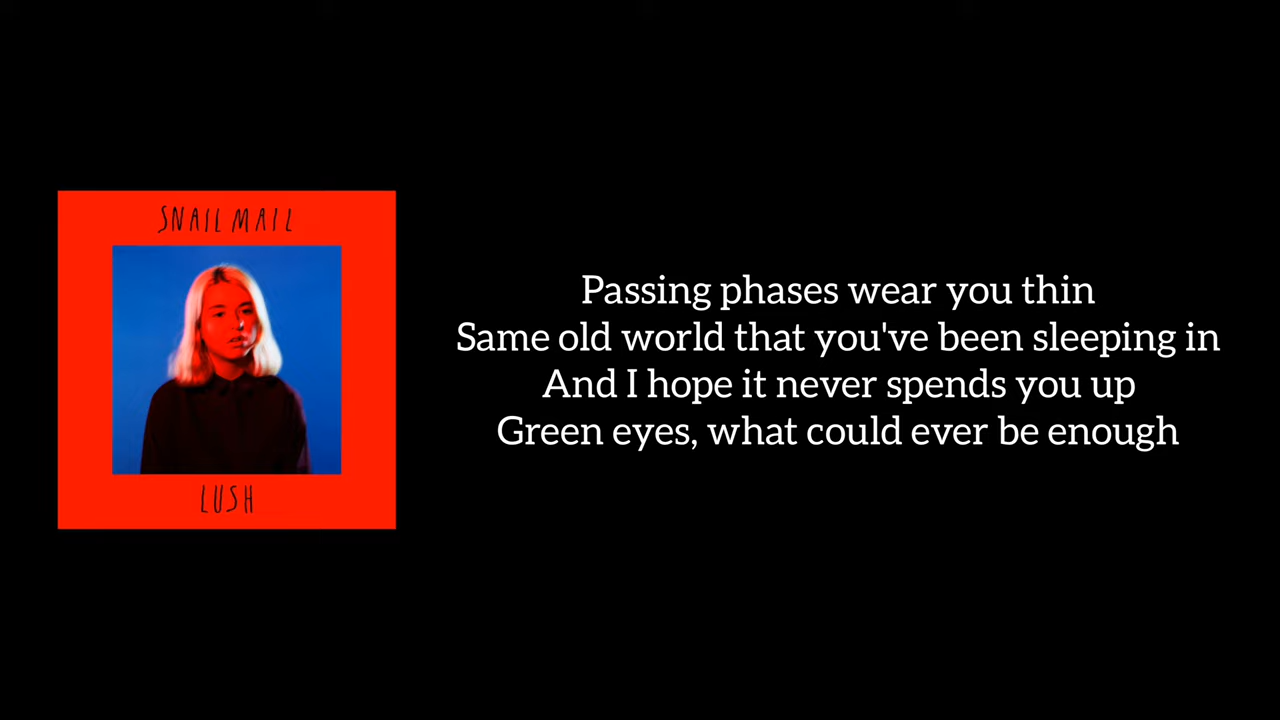 SNAIL MAIL
LUSH
Passing phases wear you thin
Same old world that you've been sleeping in
And I hope it never spends you up
Green eyes, what could ever be enough